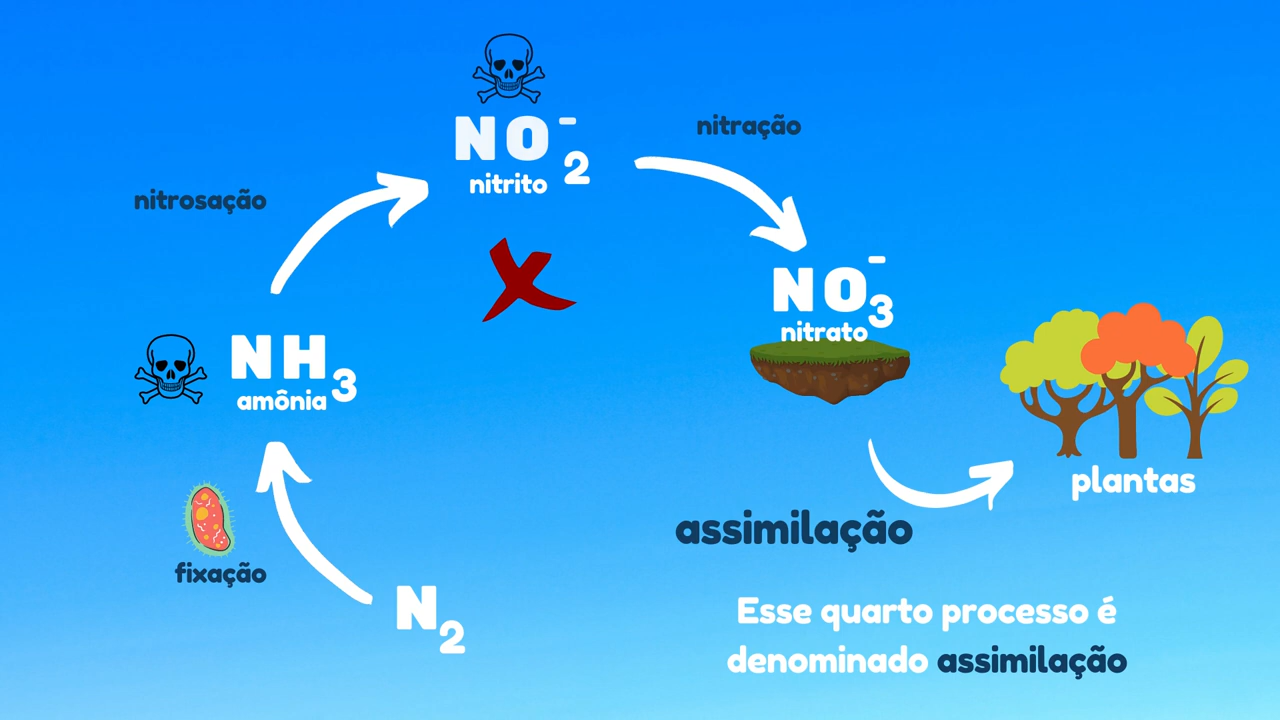 NO₂⁻
nitrito
nitração
nitrosação
NO₃⁻
nitrato
NH₃
amônia
plantas
assimilação
fixação
N₂
Esse quarto processo é
denominado assimilação